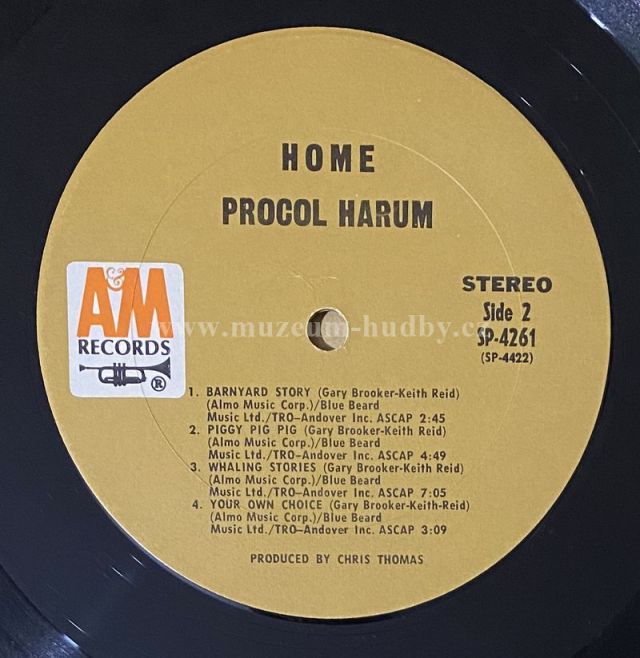 HOME
PROCOL HARUM
A&M
RECORDS
®
STEREO
Side 2
SP-4261
(SP-4422)
www.muzeum-hudby.cz
1. BARNYARD STORY (Gary Brooker-Keith Reid)
(Almo Music Corp.)/Blue Beard
Music Ltd./TRO-Andover Inc. ASCAP 2:45
2. PIGGY PIG PIG (Gary Brooker-Keith Reid)
(Almo Music Corp.)/Blue Beard
Music Ltd./TRO-Andover Inc. ASCAP 4:49
3. WHALING STORIES (Gary Brooker-Keith Reid)
(Almo Music Corp.)/Blue Beard
Music Ltd./TRO-Andover Inc. ASCAP 7:05
4. YOUR OWN CHOICE (Gary Brooker-Keith-Reid)
(Almo Music Corp.)/Blue Beard
Music Ltd./TRO-Andover Inc. ASCAP 3:09
PRODUCED BY CHRIS THOMAS